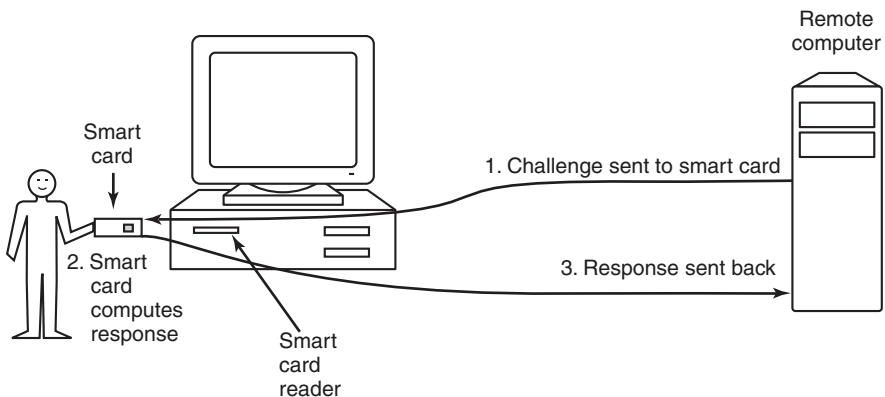 Remote
computer
Smart
card
1. Challenge sent to smart card
2. Smart
card
computes
response
3. Response sent back
Smart
card
reader